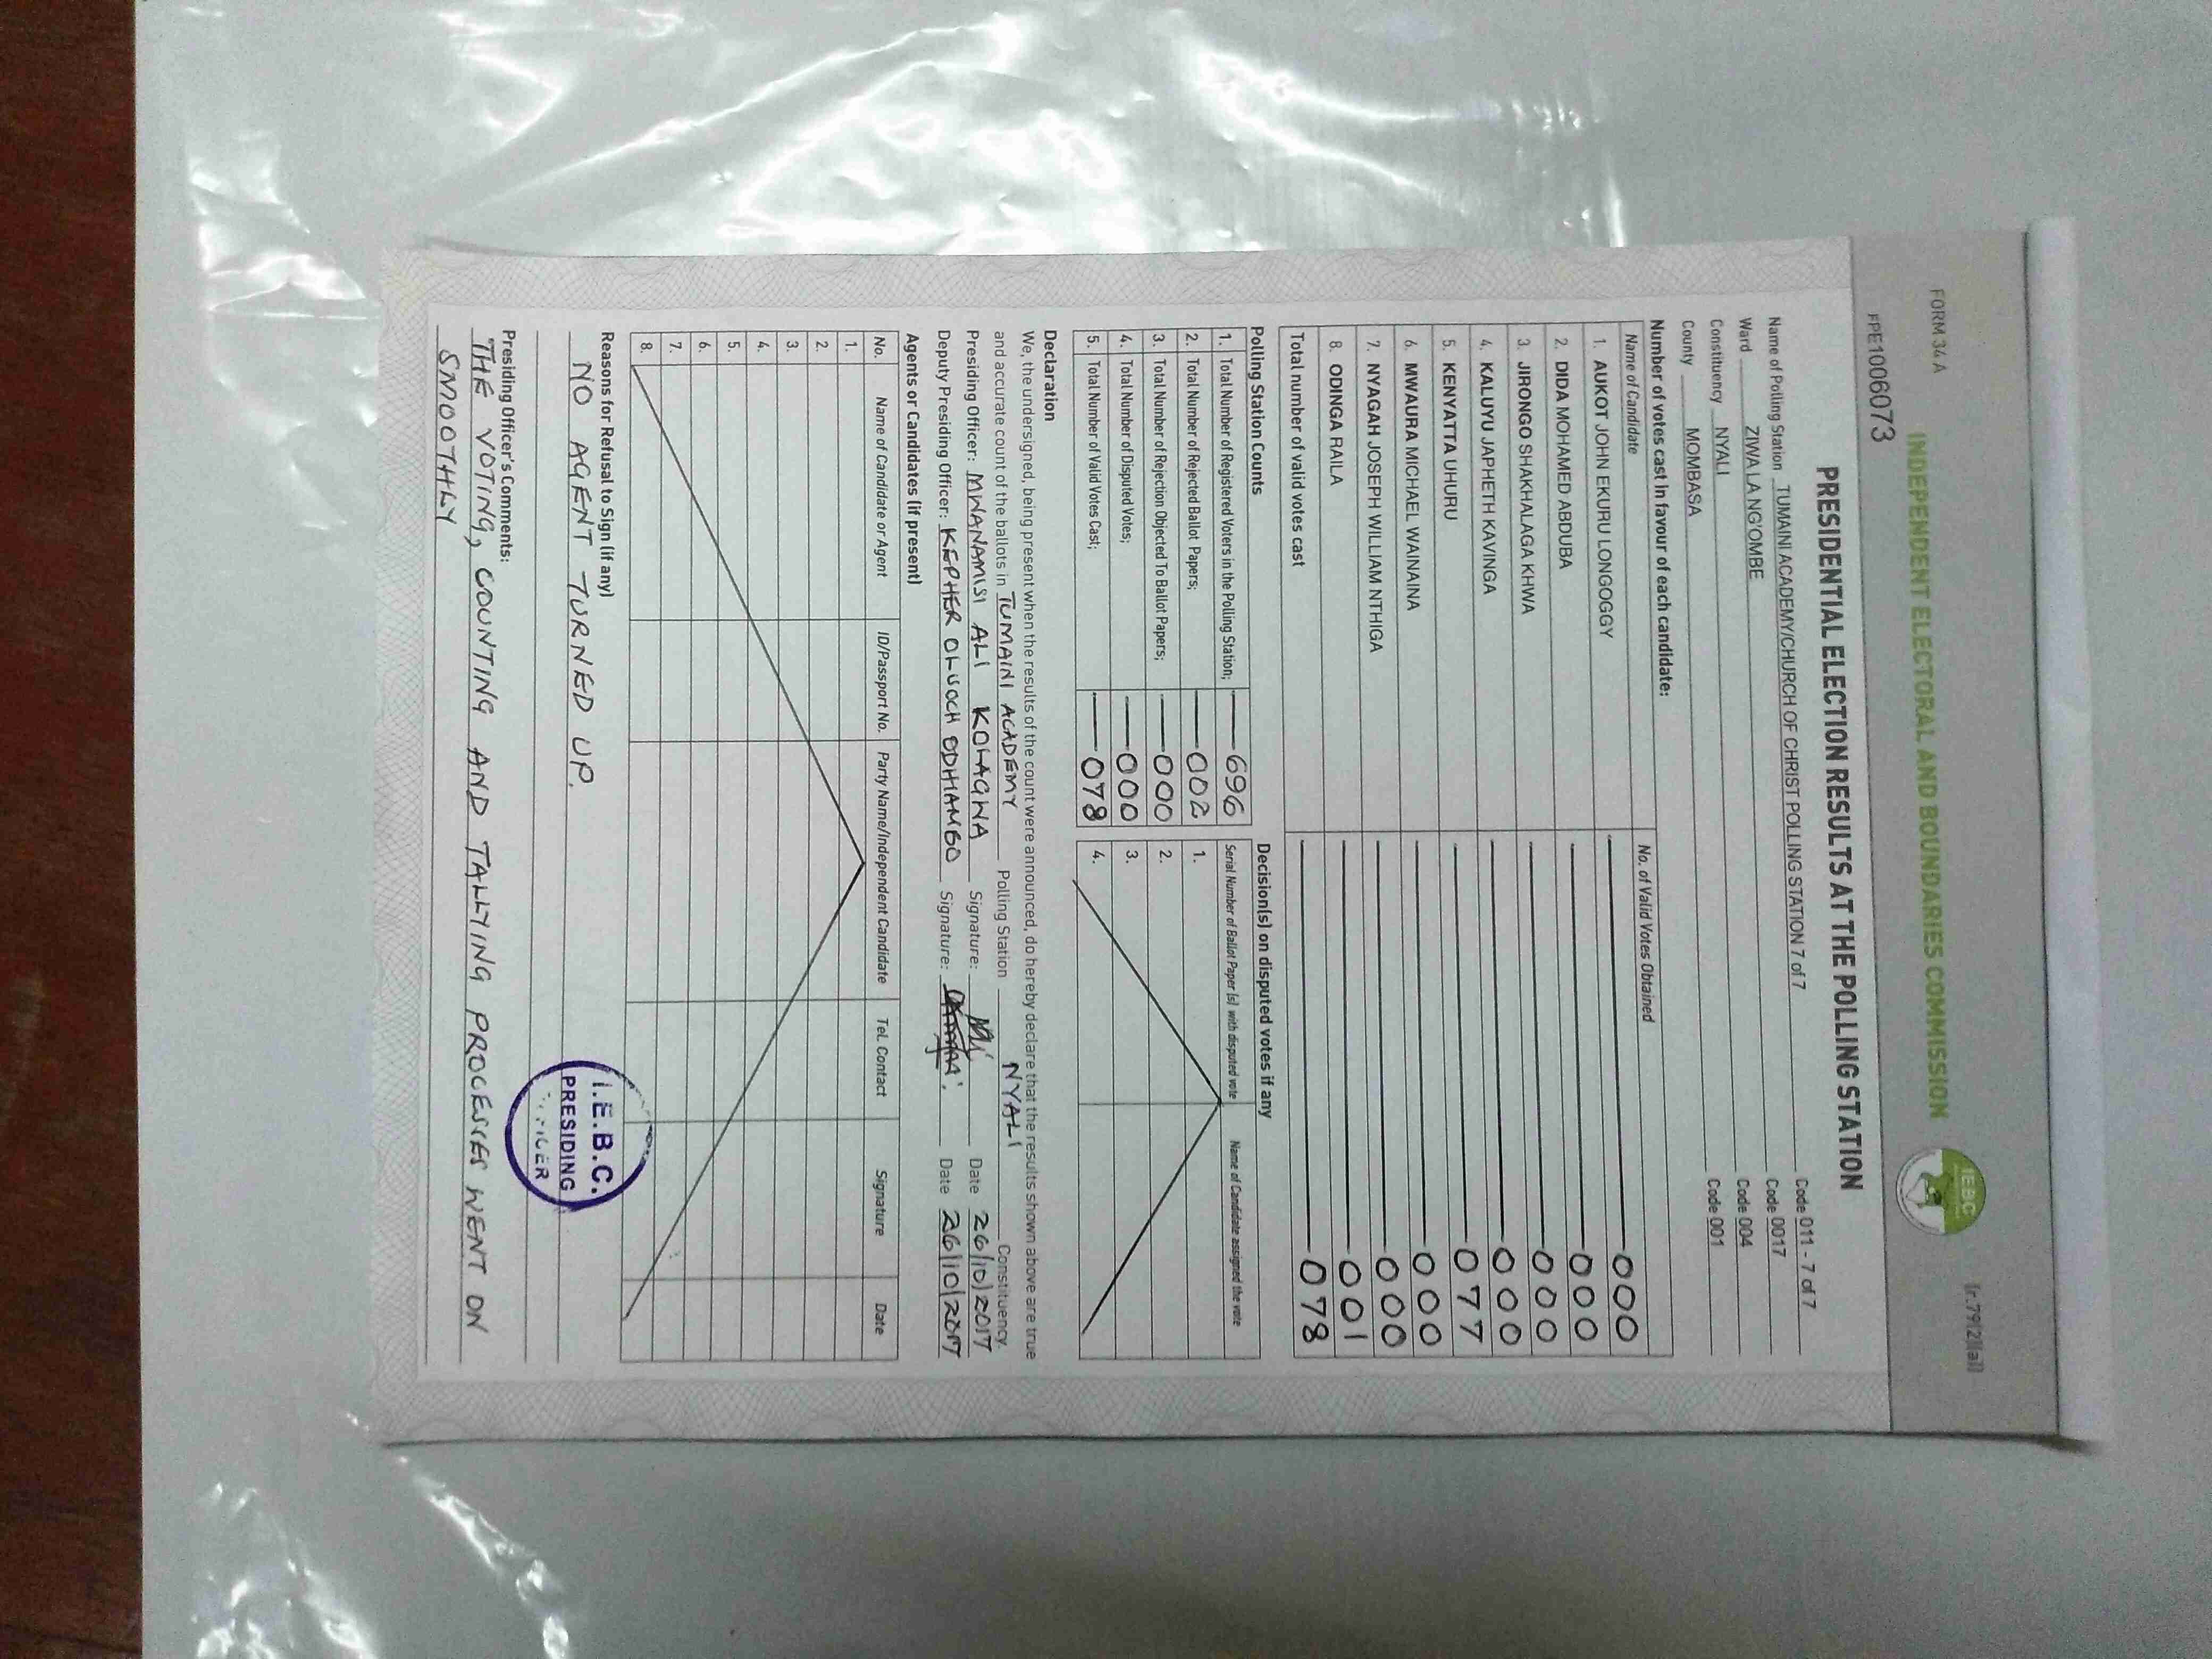 FORM 34 A
(r.79(2)(a))
INDEPENDENT ELECTORAL AND BOUNDARIES COMMISSION
IEBC
FPE1006073
PRESIDENTIAL ELECTION RESULTS AT THE POLLING STATION
Name of Polling Station TUMAINI ACADEMY/CHURCH OF CHRIST POLLING STATION 7 of 7 Code 011 - 7 of 7
Ward ZIWA LA NG'OMBE Code 0017
Constituency NYALI Code 004
County MOMBASA Code 001
Number of votes cast in favour of each candidate:
Name of Candidate No. of Valid Votes Obtained
1. AUKOT JOHN EKURU LONGOGGY 000
2. DIDA MOHAMED ABDUBA 000
3. JIRONGO SHAKHALAGA KHWA 000
4. KALUYU JAPHETH KAVINGA 000
5. KENYATTA UHURU 077
6. MWAURA MICHAEL WAINAINA 000
7. NYAGAH JOSEPH WILLIAM NTHIGA 000
8. ODINGA RAILA 001
Total number of valid votes cast 078
Polling Station Counts
1. Total Number of Registered Voters in the Polling Station; 696
2. Total Number of Rejected Ballot Papers; 002
3. Total Number of Rejection Objected To Ballot Papers; 000
4. Total Number of Disputed Votes; 000
5. Total Number of Valid Votes Cast; 078
Decision(s) on disputed votes if any
Serial Number of Ballot Paper (s) with disputed vote Name of Candidate assigned the vote
1.
2.
3.
4.
Declaration
We, the undersigned, being present when the results of the count were announced, do hereby declare that the results shown above are true
and accurate count of the ballots in TUMAINI ACADEMY Polling Station NYALI Constituency.
Presiding Officer: MWANAMISI ALI KOLAGWA Signature: Date 26/10/2017
Deputy Presiding Officer: KEPHER OLUOCH ODHIAMBO Signature: Date 26/10/2017
Agents or Candidates (if present)
No. Name of Candidate or Agent ID/Passport No. Party Name/Independent Candidate Tel. Contact Signature Date
1.
2.
3.
4.
5.
6.
7.
8.
Reasons for Refusal to Sign (if any)
NO AGENT TURNED UP.
I.E.B.C.
PRESIDING
Presiding Officer's Comments:
THE VOTING, COUNTING AND TALLYING PROCESSES WENT ON
SMOOTHLY